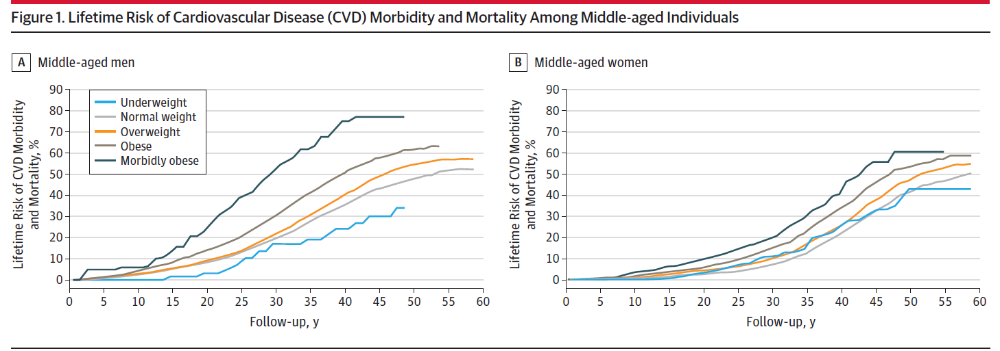 Figure 1. Lifetime Risk of Cardiovascular Disease (CVD) Morbidity and Mortality Among Middle-aged Individuals
A Middle-aged men
Lifetime Risk of CVD Morbidity
and Mortality, %
90
80
70
60
50
40
30
20
10
0
Underweight
Normal weight
Overweight
Obese
Morbidly obese
0 5 10 15 20 25 30 35 40 45 50 55 60
Follow-up, y
B Middle-aged women
Lifetime Risk of CVD Morbidity
and Mortality, %
90
80
70
60
50
40
30
20
10
0
0 5 10 15 20 25 30 35 40 45 50 55 60
Follow-up, y